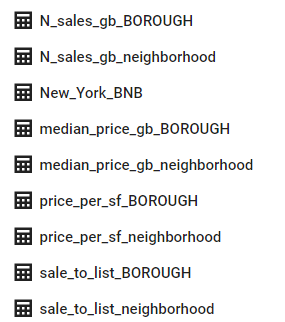 N_sales_gb_BOROUGH
N_sales_gb_neighborhood
New_York_BNB
median_price_gb_BOROUGH
median_price_gb_neighborhood
price_per_sf_BOROUGH
price_per_sf_neighborhood
sale_to_list_BOROUGH
sale_to_list_neighborhood